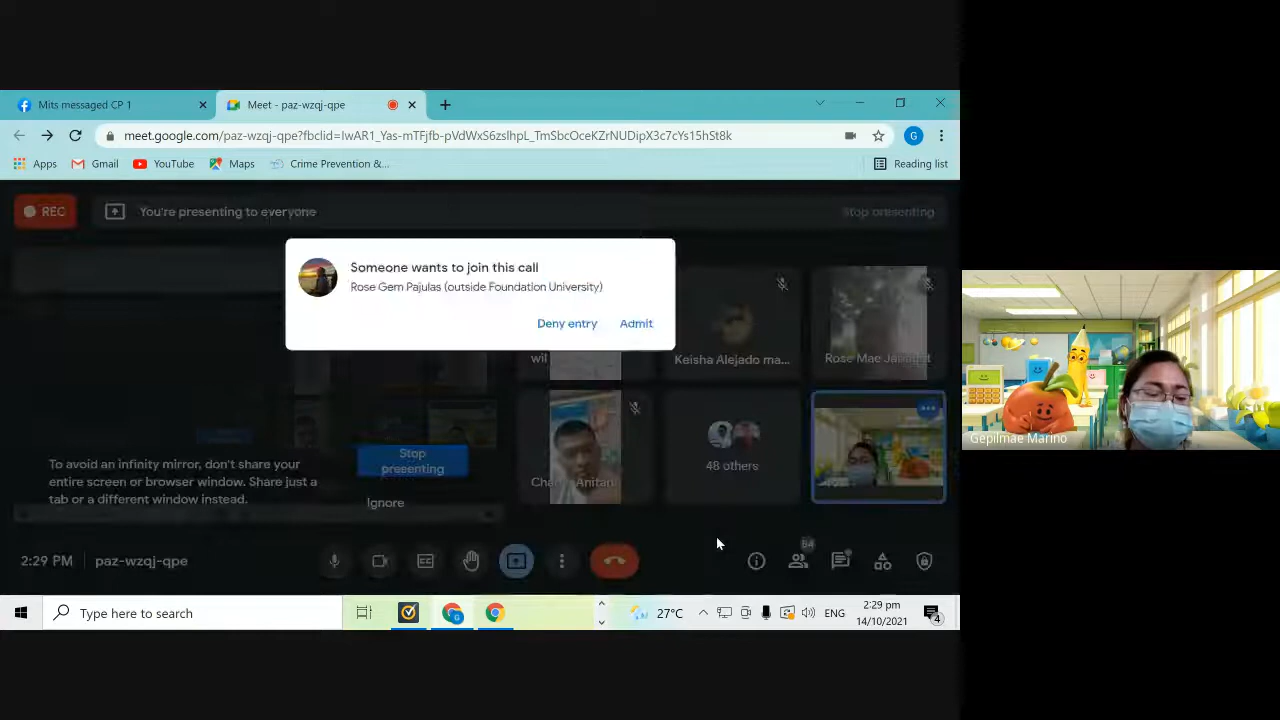 Mits messaged CP 1
Meet - paz-wzqj-qpe
meet.google.com/paz-wzqj-qpe?fbclid=IwAR1_Yas-mTFjfb-pVdWxS6zslhpL_TmSbcOceKZrNUDipX3c7cYs15hSt8k
G
Apps
Gmail
YouTube
Maps
Crime Prevention &...
Reading list
REC
You're presenting to everyone
Stop presenting
Someone wants to join this call
Rose Gem Pajulas (outside Foundation University)
Deny entry
Admit
wil
Keisha Alejado ma...
Rose Mae
48 others
To avoid an infinity mirror, don't share your
entire screen or browser window. Share just a
tab or a different window instead.
Stop
presenting
Ignore
Gepilmae Marino
2:29 PM
paz-wzqj-qpe
CC
Type here to search
27°C
ENG
2:29 pm
14/10/2021
4